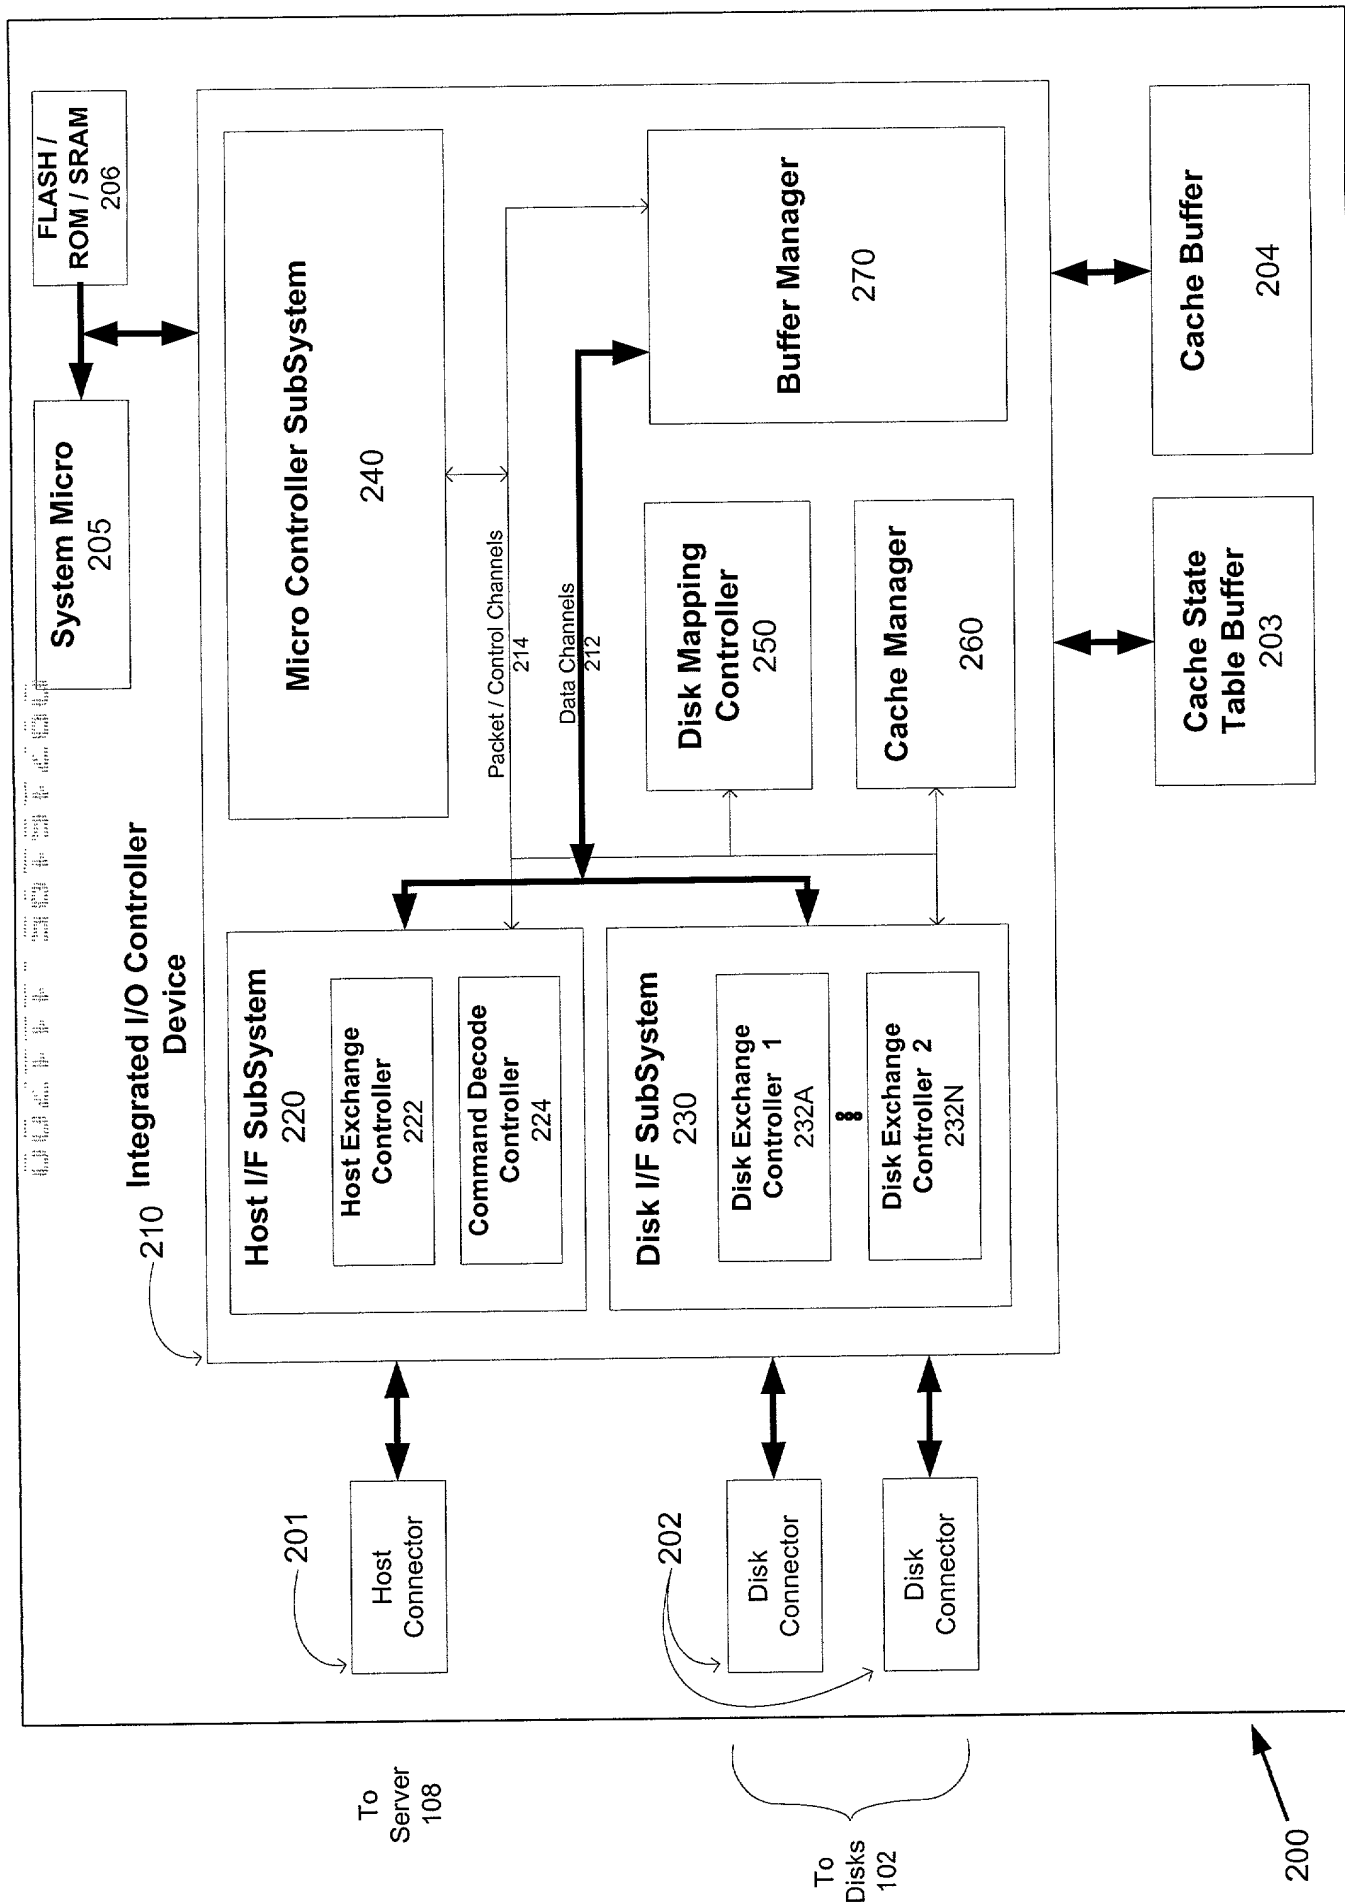 FLASH /
ROM / SRAM
206
System Micro
205
210
Integrated I/O Controller
Device
Micro Controller SubSystem
240
Packet / Control Channels
214
Data Channels
212
Buffer Manager
270
Disk Mapping
Controller
250
Cache Manager
260
Host I/F SubSystem
220
Host Exchange
Controller
222
Command Decode
Controller
224
Disk I/F SubSystem
230
Disk Exchange
Controller 1
232A
Disk Exchange
Controller 2
232N
Cache State
Table Buffer
203
Cache Buffer
204
201
Host
Connector
202
Disk
Connector
Disk
Connector
To
Server
108
To
Disks
102
200